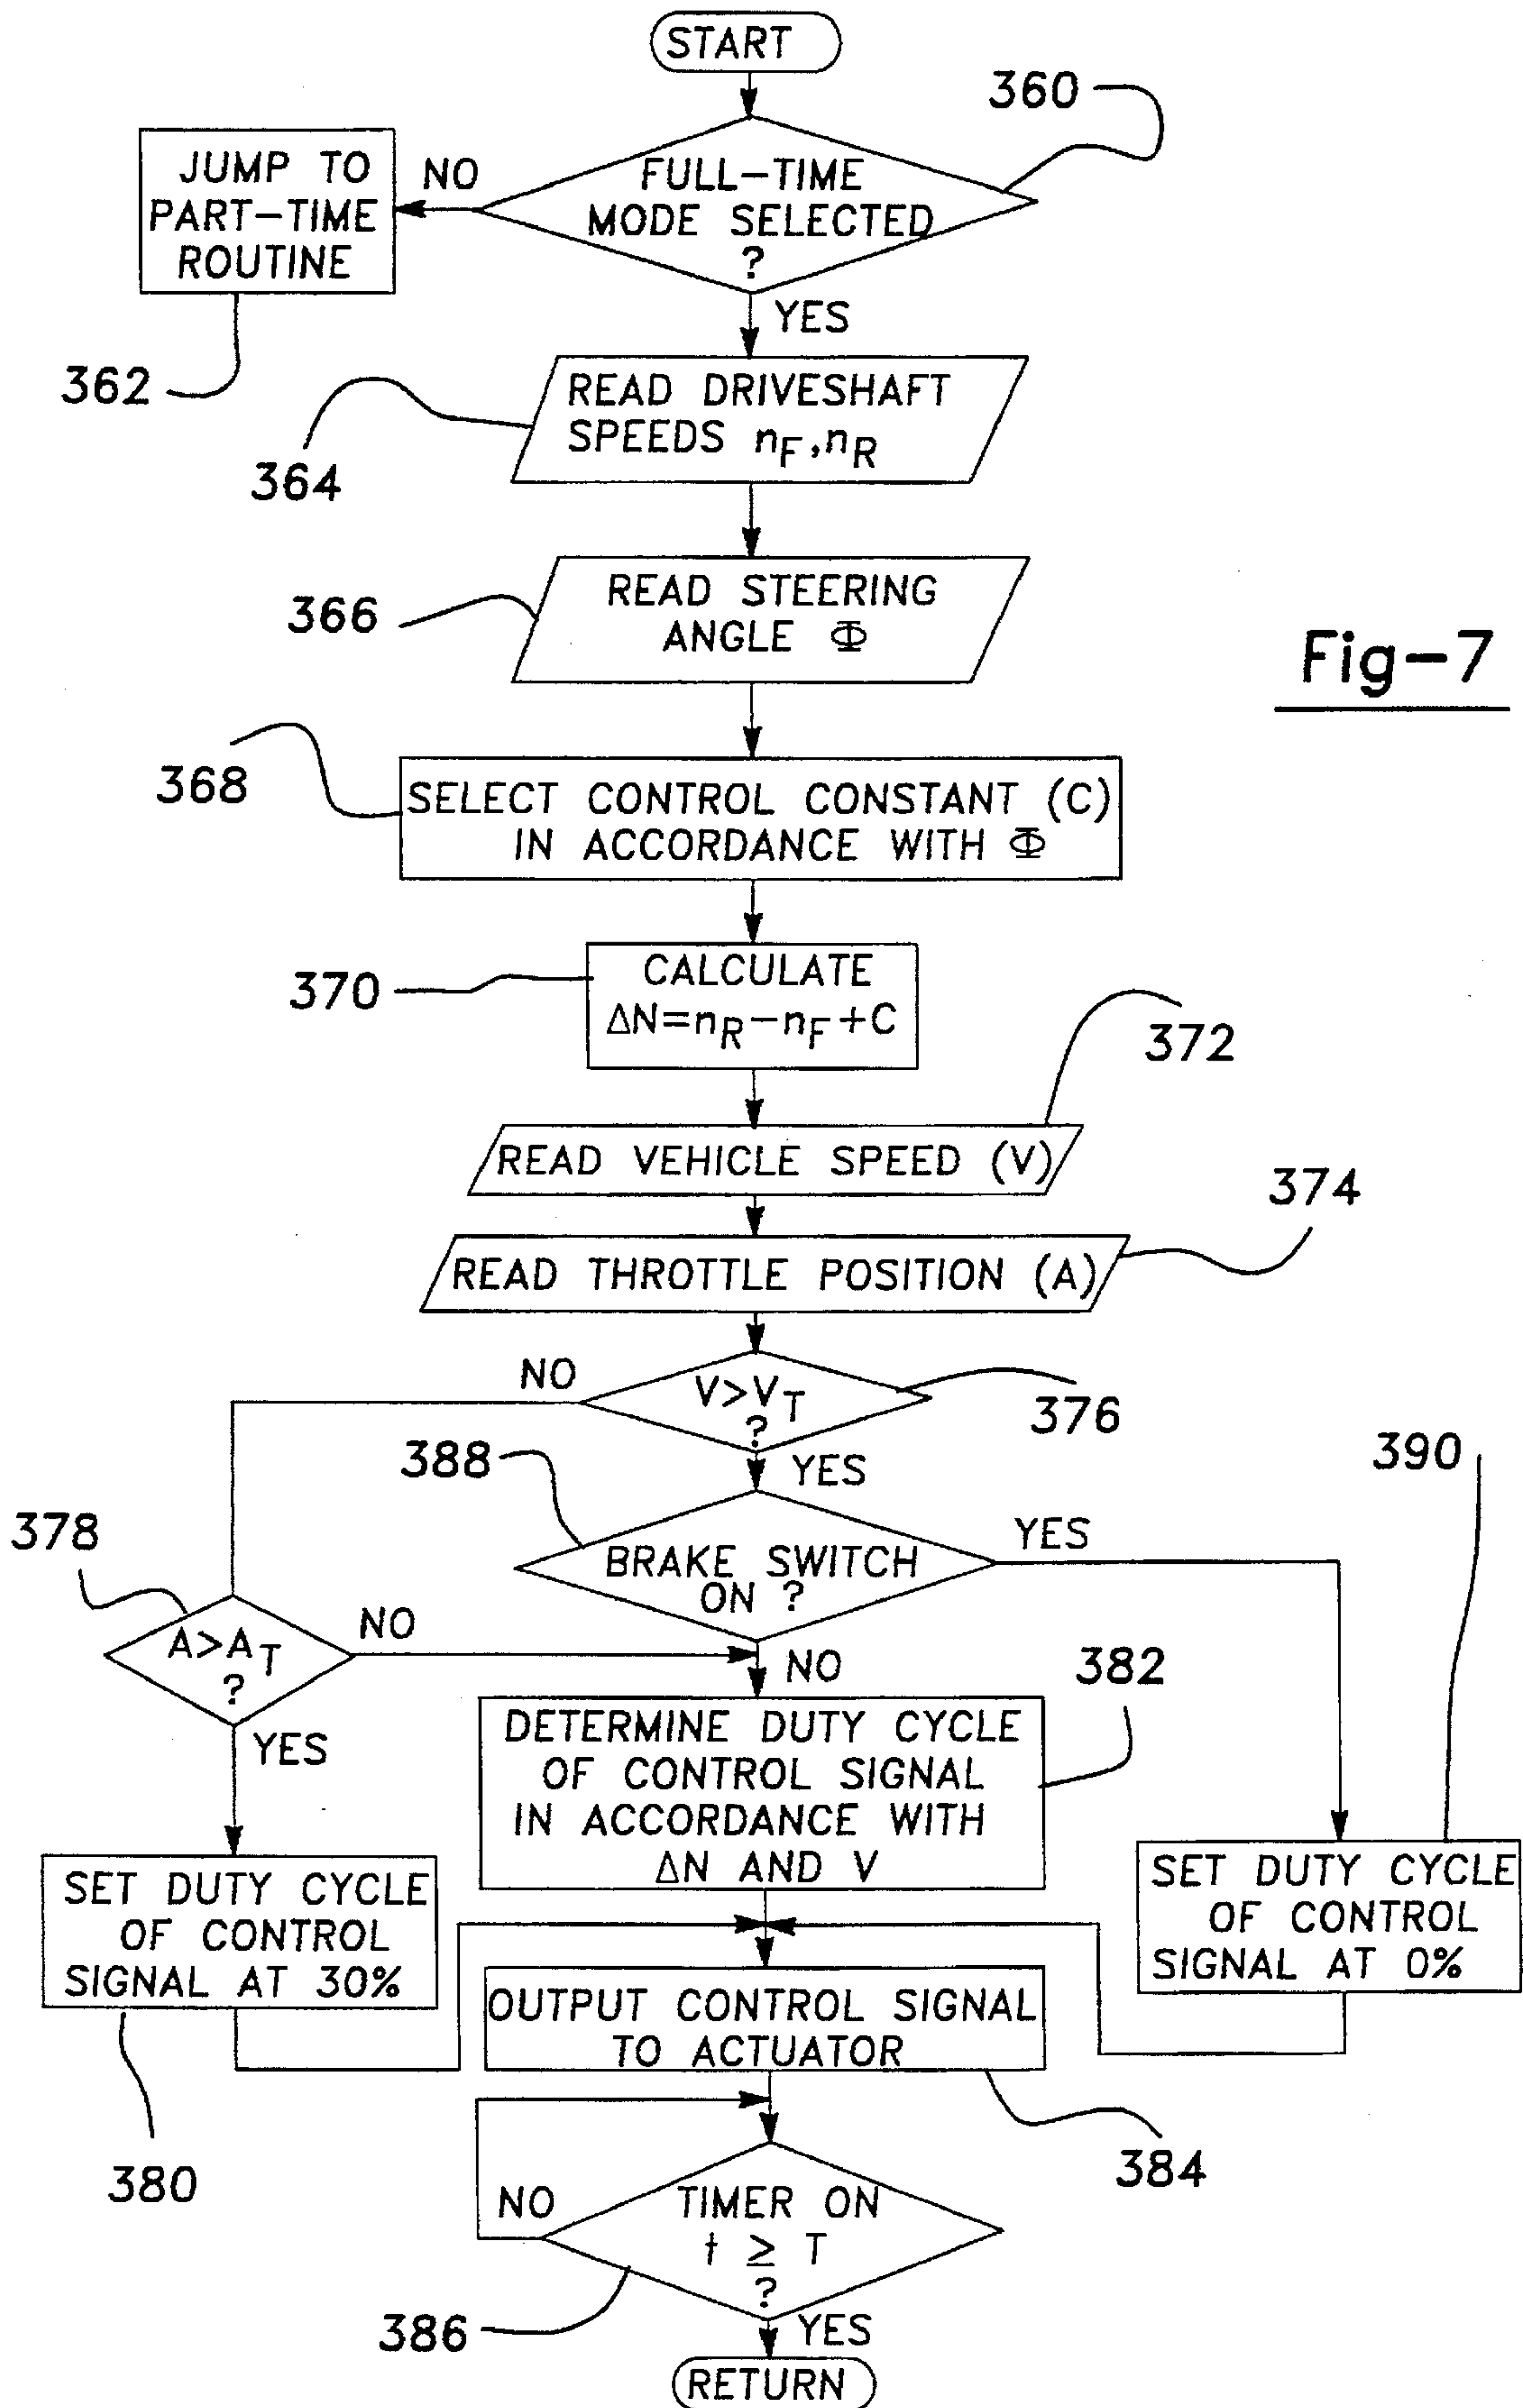 START
360
FULL-TIME
MODE SELECTED
?
NO
JUMP TO
PART-TIME
ROUTINE
362
YES
READ DRIVESHAFT
SPEEDS nF,nR
364
READ STEERING
ANGLE Φ
366
Fig-7
SELECT CONTROL CONSTANT (C)
IN ACCORDANCE WITH Φ
368
CALCULATE
ΔN=nR-nF+C
370
372
READ VEHICLE SPEED (V)
374
READ THROTTLE POSITION (A)
NO
V>VT
?
376
388
YES
390
378
BRAKE SWITCH
ON ?
YES
A>AT
?
NO
NO
382
YES
DETERMINE DUTY CYCLE
OF CONTROL SIGNAL
IN ACCORDANCE WITH
ΔN AND V
SET DUTY CYCLE
OF CONTROL
SIGNAL AT 30%
SET DUTY CYCLE
OF CONTROL
SIGNAL AT 0%
OUTPUT CONTROL SIGNAL
TO ACTUATOR
380
384
NO
TIMER ON
t ≥ T
?
386
YES
RETURN